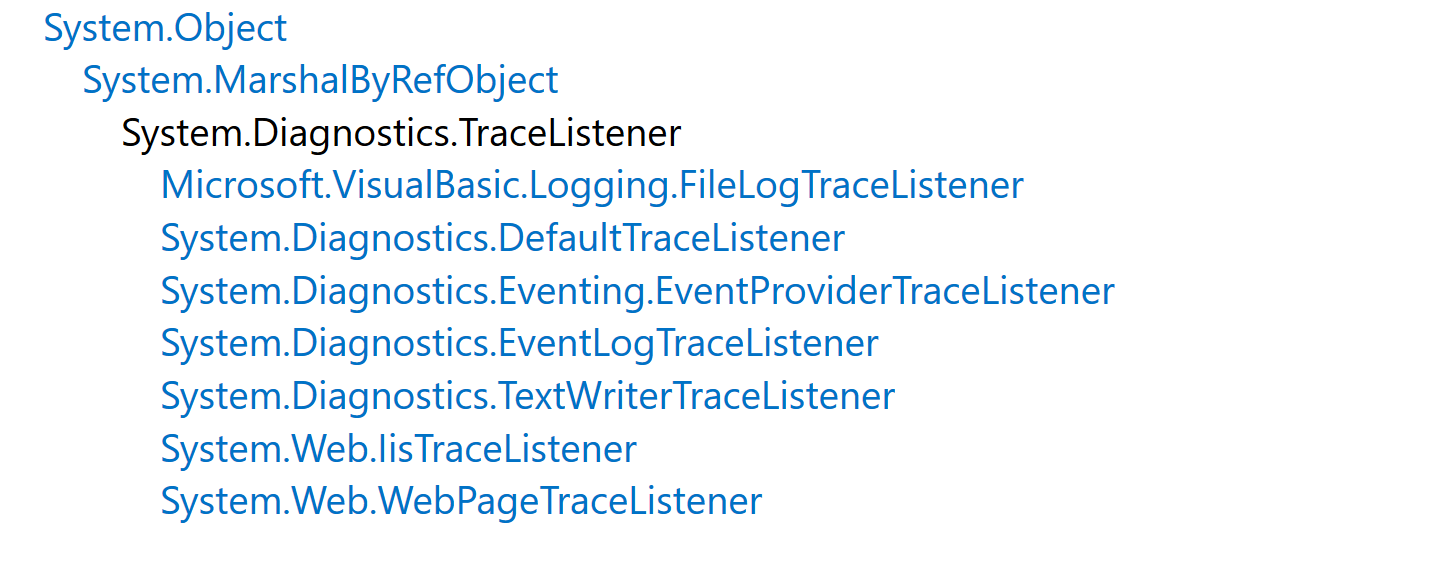 System.Object
System.MarshalByRefObject
System.Diagnostics.TraceListener
Microsoft.VisualBasic.Logging.FileLogTraceListener
System.Diagnostics.DefaultTraceListener
System.Diagnostics.Eventing.EventProviderTraceListener
System.Diagnostics.EventLogTraceListener
System.Diagnostics.TextWriterTraceListener
System.Web.IisTraceListener
System.Web.WebPageTraceListener